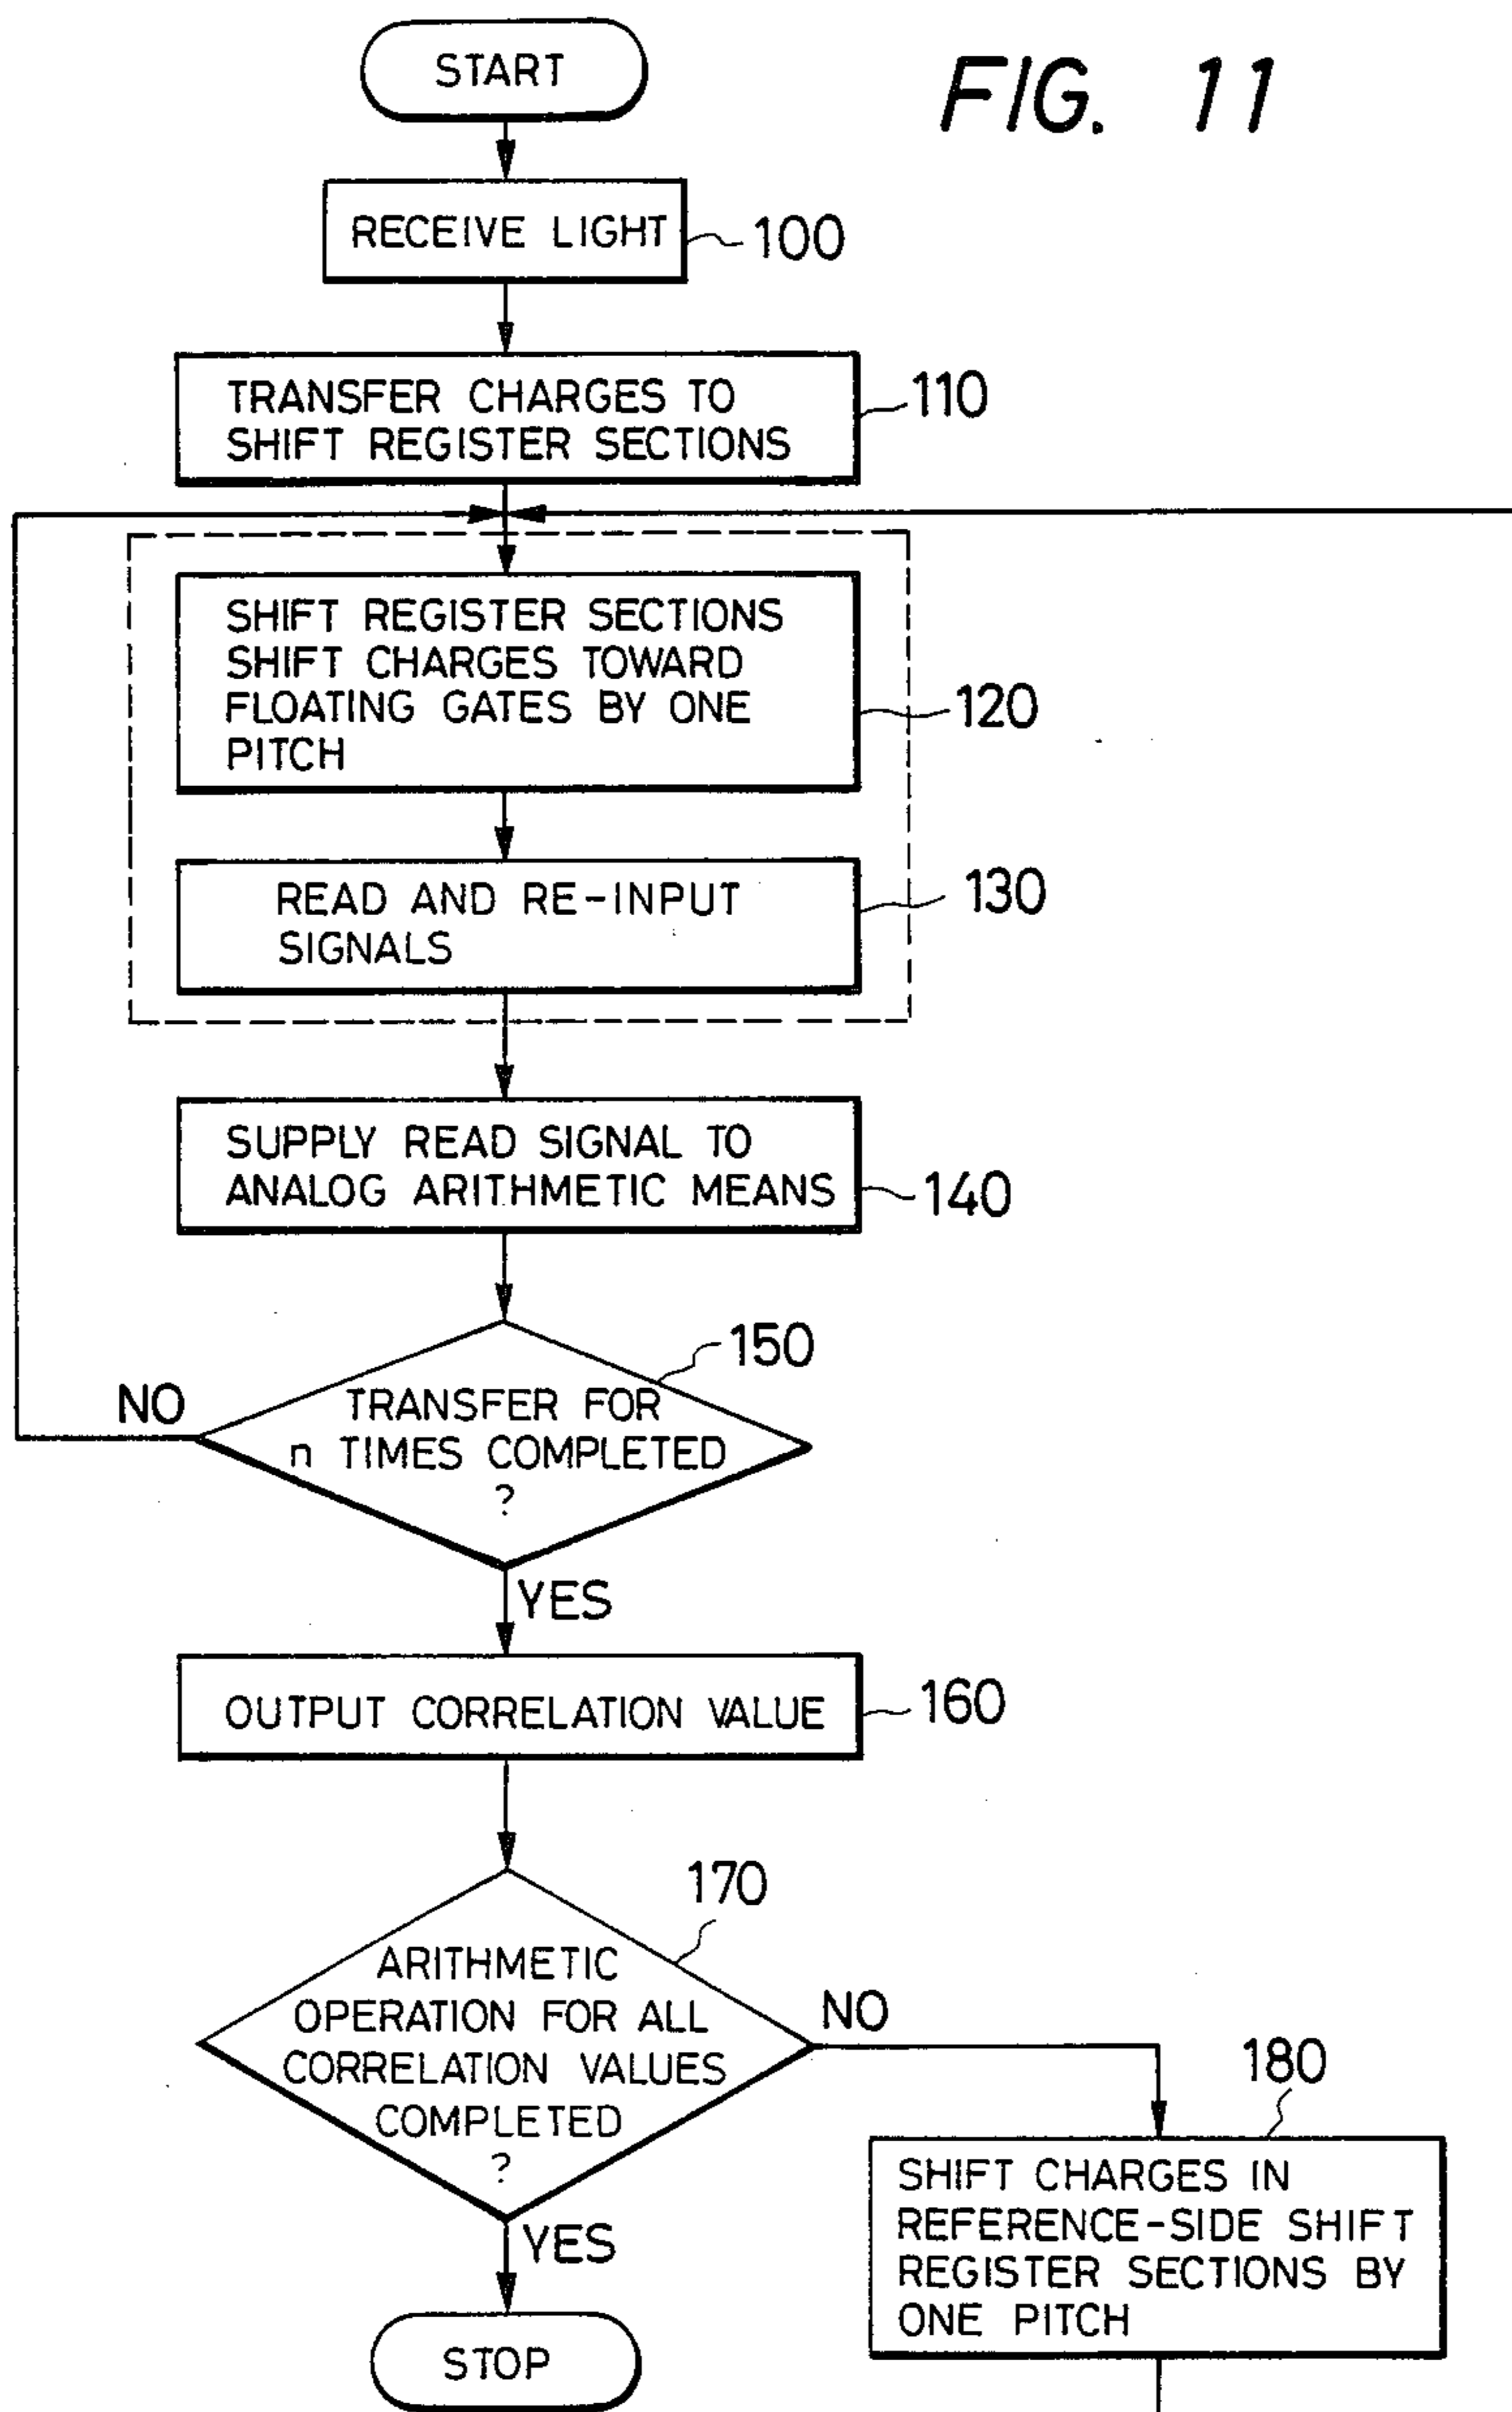 START
FIG. 11
RECEIVE LIGHT
100
TRANSFER CHARGES TO
SHIFT REGISTER SECTIONS
110
SHIFT REGISTER SECTIONS
SHIFT CHARGES TOWARD
FLOATING GATES BY ONE
PITCH
120
READ AND RE-INPUT
SIGNALS
130
SUPPLY READ SIGNAL TO
ANALOG ARITHMETIC MEANS
140
150
TRANSFER FOR
n TIMES COMPLETED
?
NO
YES
OUTPUT CORRELATION VALUE
160
170
ARITHMETIC
OPERATION FOR ALL
CORRELATION VALUES
COMPLETED
?
NO
YES
180
SHIFT CHARGES IN
REFERENCE-SIDE SHIFT
REGISTER SECTIONS BY
ONE PITCH
STOP